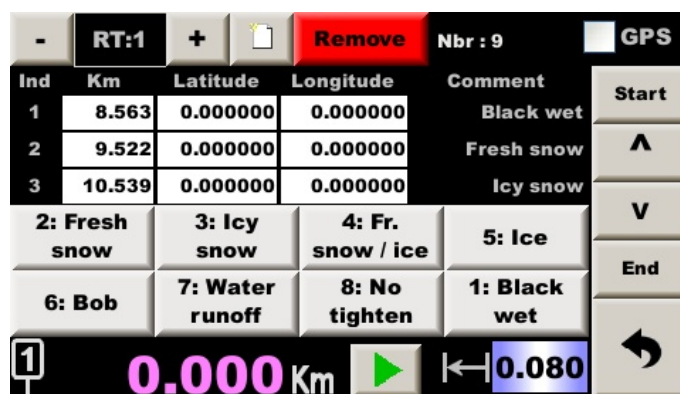 - RT:1 + Remove Nbr : 9 GPS
Ind Km Latitude Longitude Comment Start
1 8.563 0.000000 0.000000 Black wet
2 9.522 0.000000 0.000000 Fresh snow
3 10.539 0.000000 0.000000 Icy snow
2: Fresh
snow
3: Icy
snow
4: Fr.
snow / ice
5: Ice
6: Bob
7: Water
runoff
8: No
tighten
1: Black
wet
Λ
V
End
1 0.000 Km 0.080